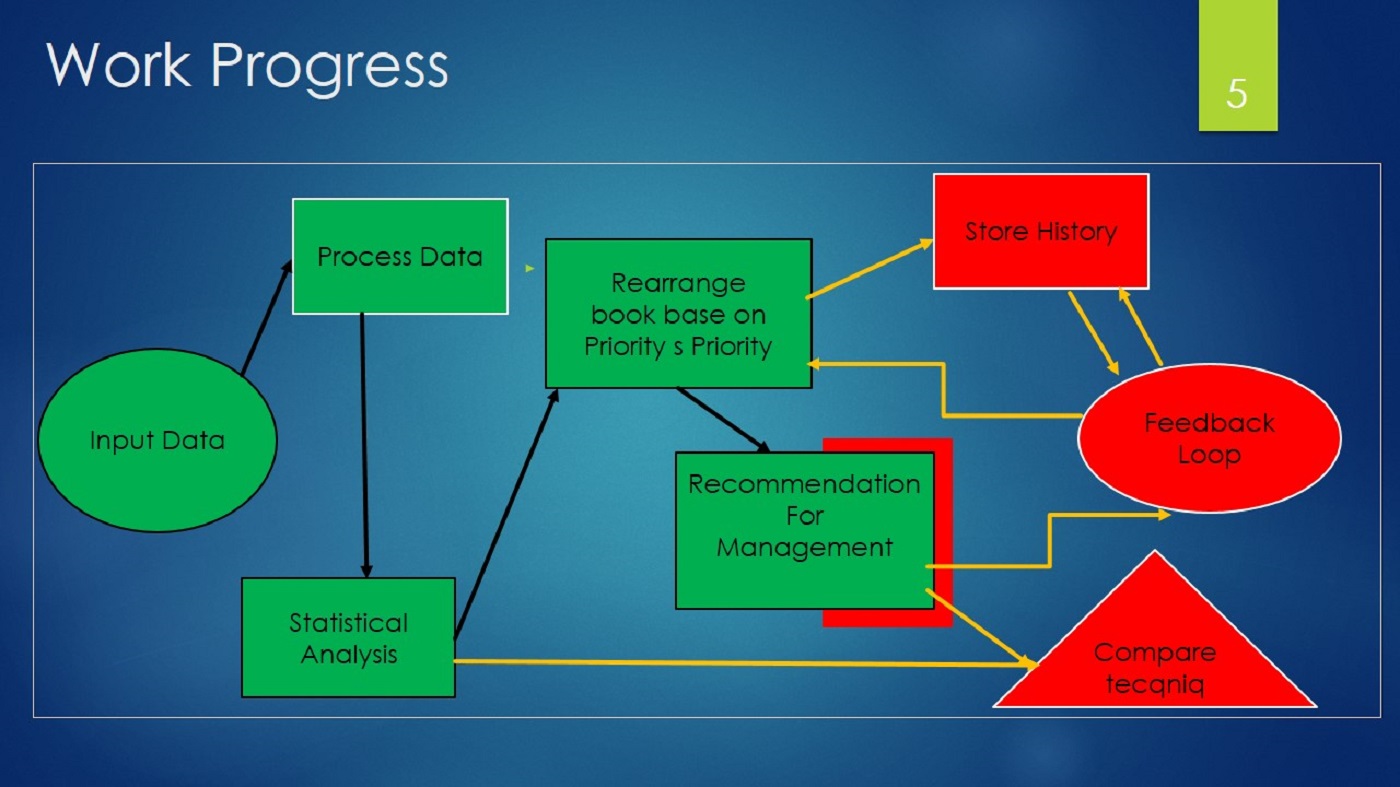 Work Progress
5
Process Data
Store History
Rearrange
book base on
Priority s Priority
Input Data
Feedback
Loop
Recommendation
For
Management
Statistical
Analysis
Compare
tecqniq